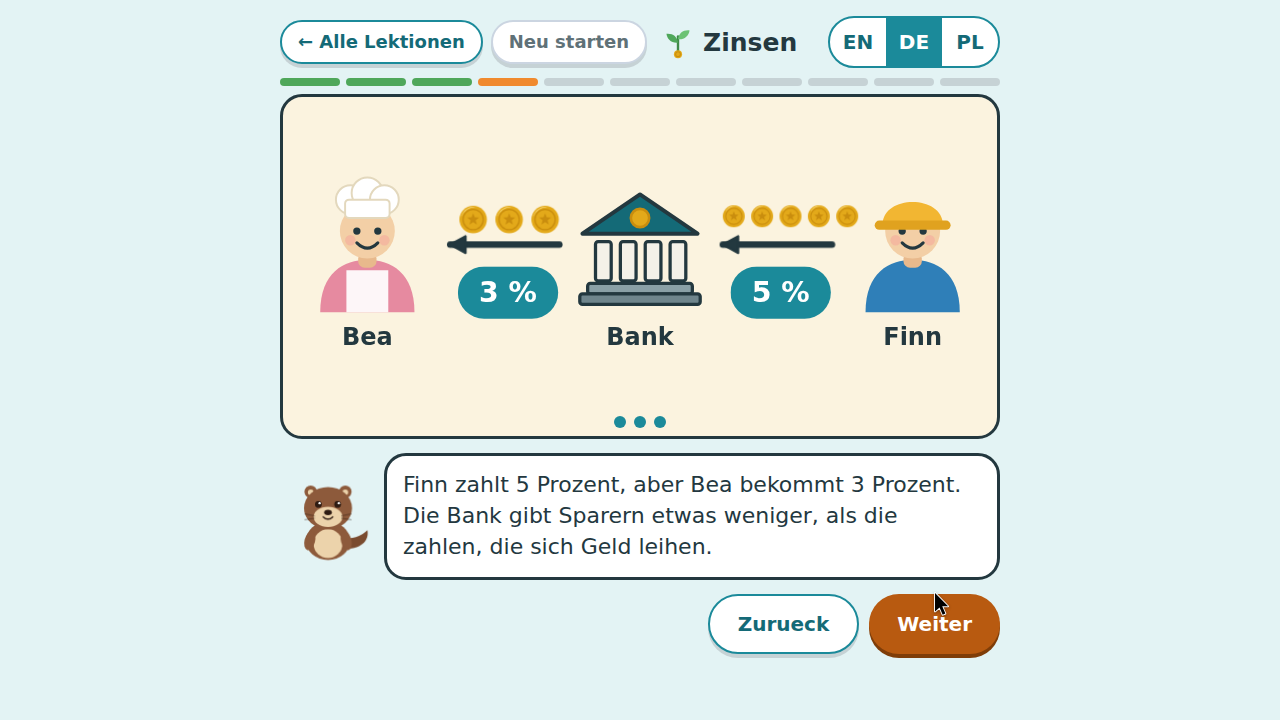 ← Alle Lektionen
Neu starten
Zinsen
EN DE PL
3 %
5 %
Bea
Bank
Finn
Finn zahlt 5 Prozent, aber Bea bekommt 3 Prozent.
Die Bank gibt Sparern etwas weniger, als die
zahlen, die sich Geld leihen.
Zurueck
Weiter